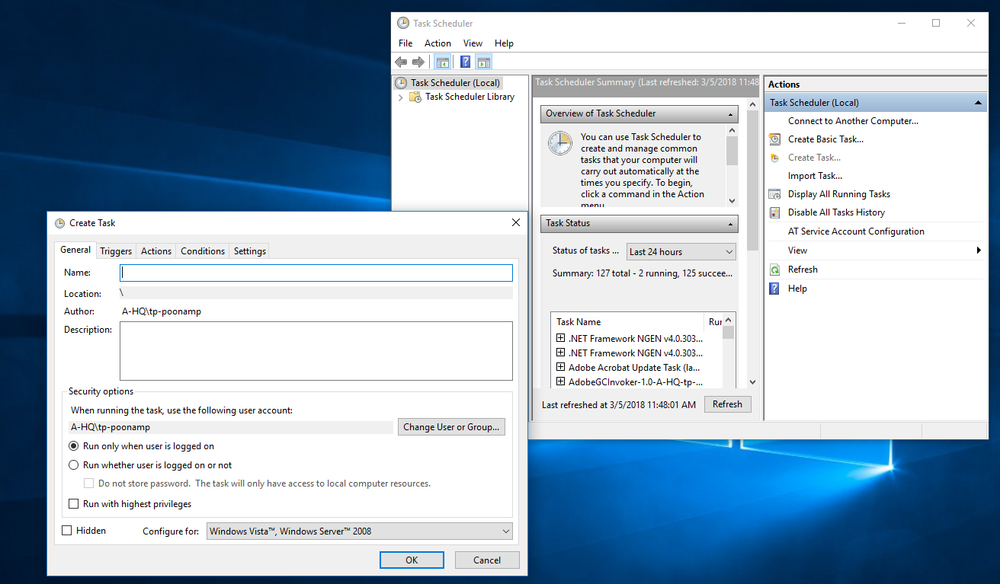 Task Scheduler
File Action View Help
Task Scheduler (Local)
Task Scheduler Library
Task Scheduler Summary (Last refreshed: 3/5/2018 11:48
Overview of Task Scheduler
You can use Task Scheduler to
create and manage common
tasks that your computer will
carry out automatically at the
times you specify. To begin,
click a command in the Action
menu
Task Status
Status of tasks ... Last 24 hours
Summary: 127 total - 2 running, 125 succee...
Task Name Rur
.NET Framework NGEN v4.0.303...
.NET Framework NGEN v4.0.303...
Adobe Acrobat Update Task (la...
AdobeGCInvoker-1.0-A-HQ-tp-...
Last refreshed at 3/5/2018 11:48:01 AM Refresh
Actions
Task Scheduler (Local)
Connect to Another Computer...
Create Basic Task...
Create Task...
Import Task...
Display All Running Tasks
Disable All Tasks History
AT Service Account Configuration
View
Refresh
Help
Create Task
General Triggers Actions Conditions Settings
Name:
Location: \
Author: A-HQ\tp-poonamp
Description:
Security options
When running the task, use the following user account:
A-HQ\tp-poonamp Change User or Group...
Run only when user is logged on
Run whether user is logged on or not
Do not store password. The task will only have access to local computer resources.
Run with highest privileges
Hidden Configure for: Windows Vista™, Windows Server™ 2008
OK Cancel